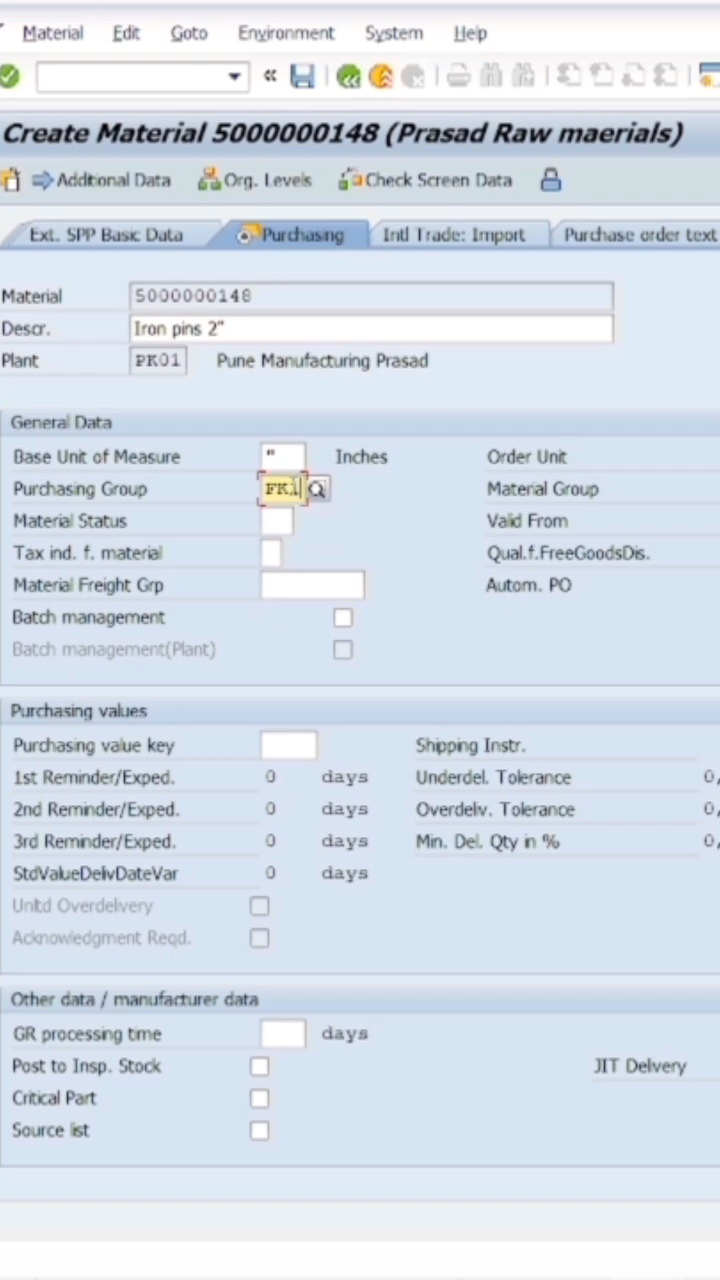 Material Edit Goto Environment System Help
Create Material 5000000148 (Prasad Raw maerials)
Additional Data Org. Levels Check Screen Data
Ext. SPP Basic Data Purchasing Intl Trade: Import Purchase order text
Material 5000000148
Descr. Iron pins 2"
Plant PK01 Pune Manufacturing Prasad
General Data
Base Unit of Measure " Inches Order Unit
Purchasing Group FK1 Material Group
Material Status Valid From
Tax ind. f. material Qual.f.FreeGoodsDis.
Material Freight Grp Autom. PO
Batch management
Batch management(Plant)
Purchasing values
Purchasing value key Shipping Instr.
1st Reminder/Exped. 0 days Underdel. Tolerance 0,
2nd Reminder/Exped. 0 days Overdeliv. Tolerance 0,
3rd Reminder/Exped. 0 days Min. Del. Qty in % 0,
StdValueDelivDateVar 0 days
Unltd Overdelivery
Acknowledgment Reqd.
Other data / manufacturer data
GR processing time days
Post to Insp. Stock JIT Delivery
Critical Part
Source list